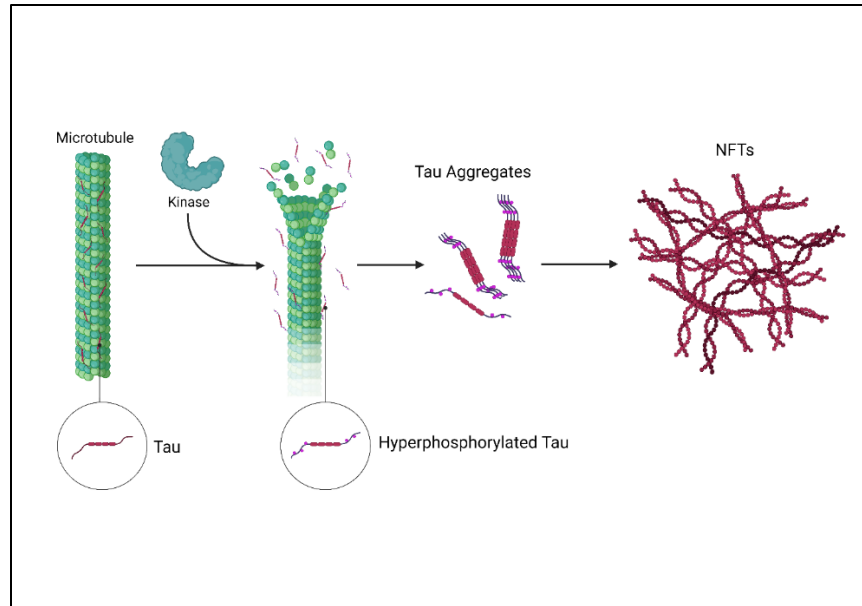 Microtubule
Kinase
Tau Aggregates
NFTs
Tau
Hyperphosphorylated Tau